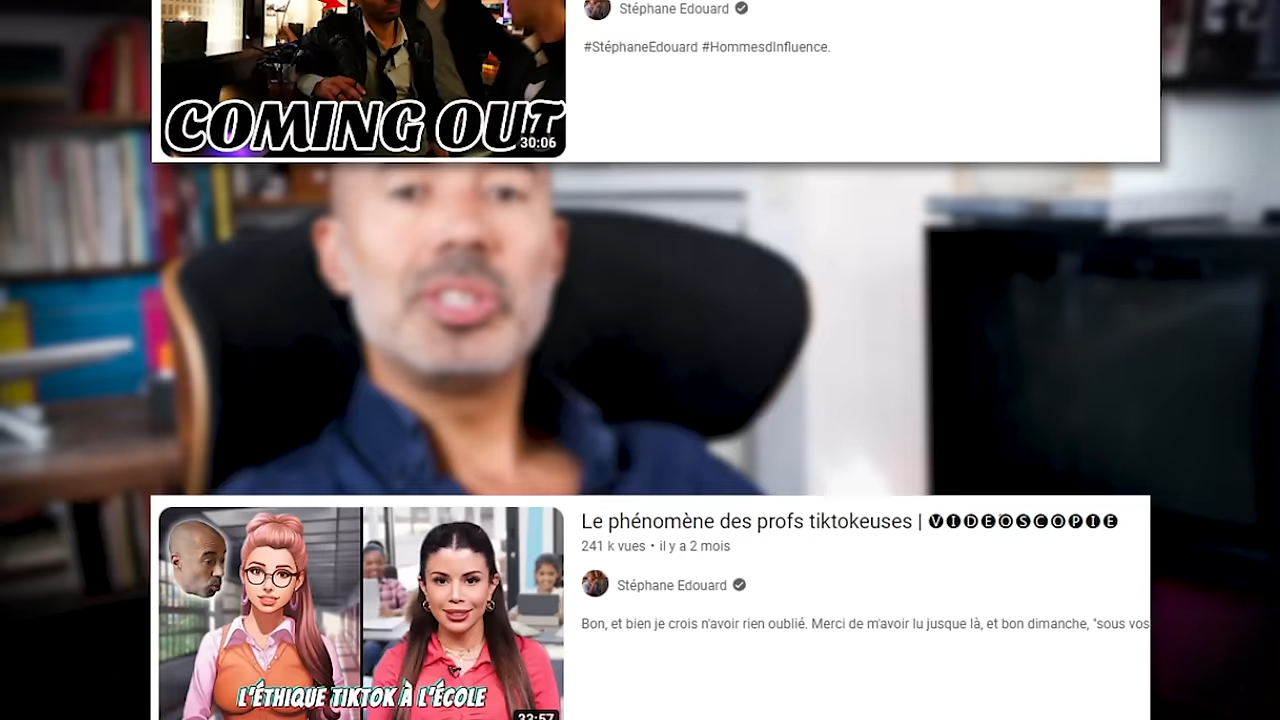 Stéphane Edouard
#StéphaneEdouard #HommesdInfluence.
COMING OUT
30:06
Le phénomène des profs tiktokeuses | 🅥🅘🅓🅔🅞🅢🅒🅞🅟🅘🅔
241 k vues • il y a 2 mois
Stéphane Edouard
Bon, et bien je crois n'avoir rien oublié. Merci de m'avoir lu jusque là, et bon dimanche, "sous vos
L'ÉTHIQUE TIKTOK À L'ÉCOLE
33:57